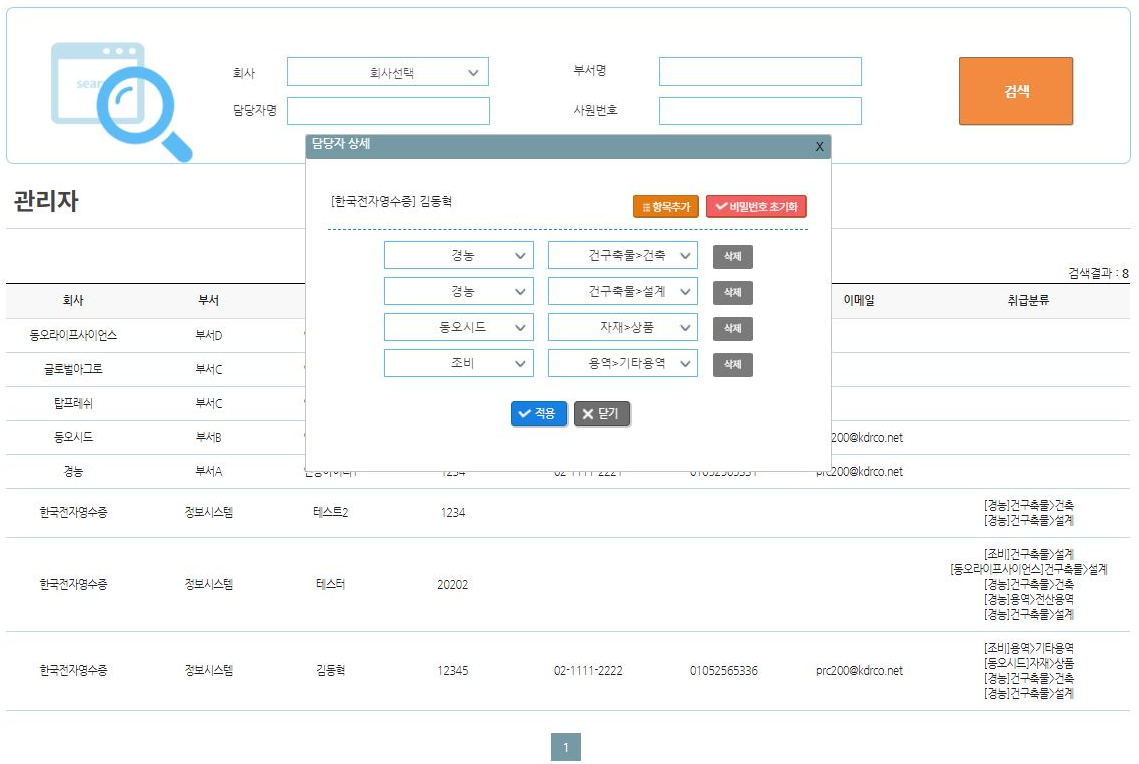 sear
회사
회사선택
부서명
담당자명
사원번호
검색
담당자 상세
X
[한국전자영수증] 김동혁
항목추가
비밀번호 초기화
경농
건구축물>건축
삭제
경농
건구축물>설계
삭제
동오시드
자재>상품
삭제
조비
용역>기타용역
삭제
적용
닫기
관리자
검색결과 : 8
회사
부서
이메일
취급분류
동오라이프사이언스
부서D
글로벌아그로
부서C
탑프레쉬
부서C
동오시드
부서B
200@kdrco.net
경농
부서A
1234
02-1111-2221
01052565331
prc200@kdrco.net
한국전자영수증
정보시스템
테스트2
1234
[경농]건구축물>건축
[경농]건구축물>설계
한국전자영수증
정보시스템
테스터
20202
[조비]건구축물>설계
[동오라이프사이언스]건구축물>설계
[경농]건구축물>건축
[경농]용역>전산용역
[경농]건구축물>설계
한국전자영수증
정보시스템
김동혁
12345
02-1111-2222
01052565336
prc200@kdrco.net
[조비]용역>기타용역
[동오시드]자재>상품
[경농]건구축물>건축
[경농]건구축물>설계
1